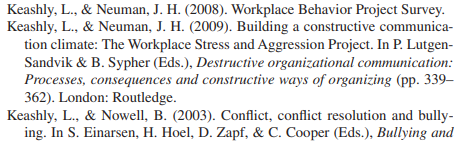 Keashly, L., & Neuman, J. H. (2008). Workplace Behavior Project Survey.
Keashly, L., & Neuman, J. H. (2009). Building a constructive communica-
tion climate: The Workplace Stress and Aggression Project. In P. Lutgen-
Sandvik & B. Sypher (Eds.), Destructive organizational communication:
Processes, consequences and constructive ways of organizing (pp. 339–
362). London: Routledge.
Keashly, L., & Nowell, B. (2003). Conflict, conflict resolution and bully-
ing. In S. Einarsen, H. Hoel, D. Zapf, & C. Cooper (Eds.), Bullying and